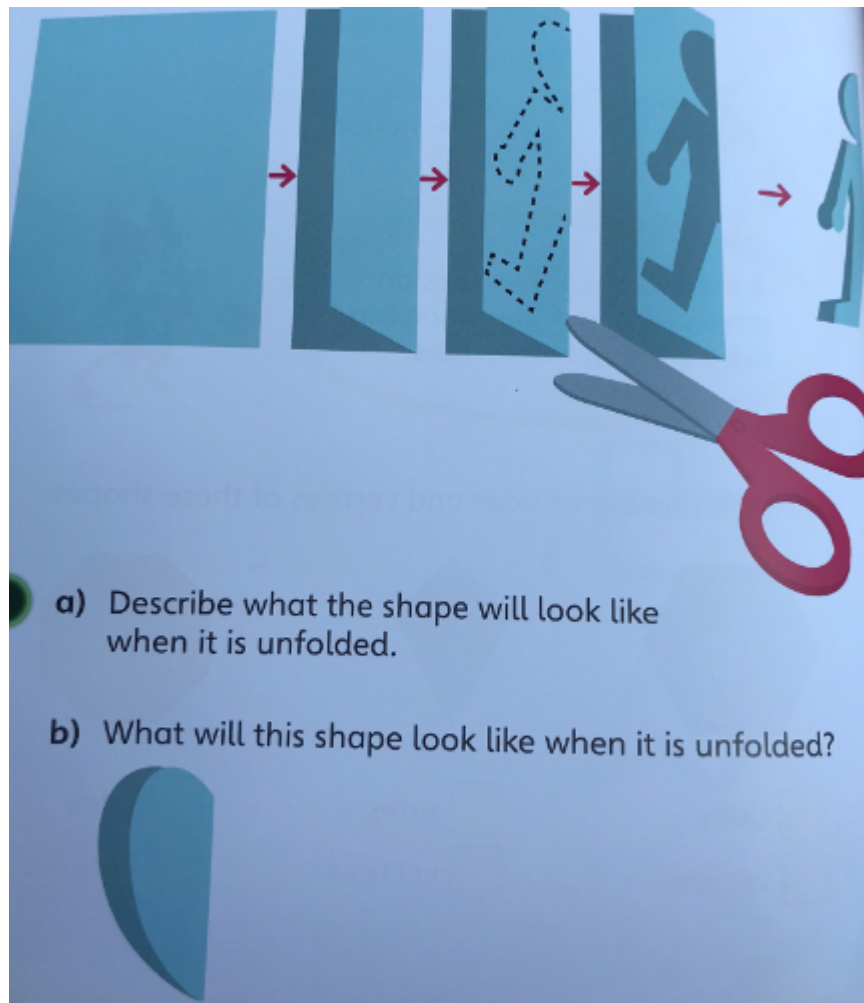 a) Describe what the shape will look like
when it is unfolded.
b) What will this shape look like when it is unfolded?